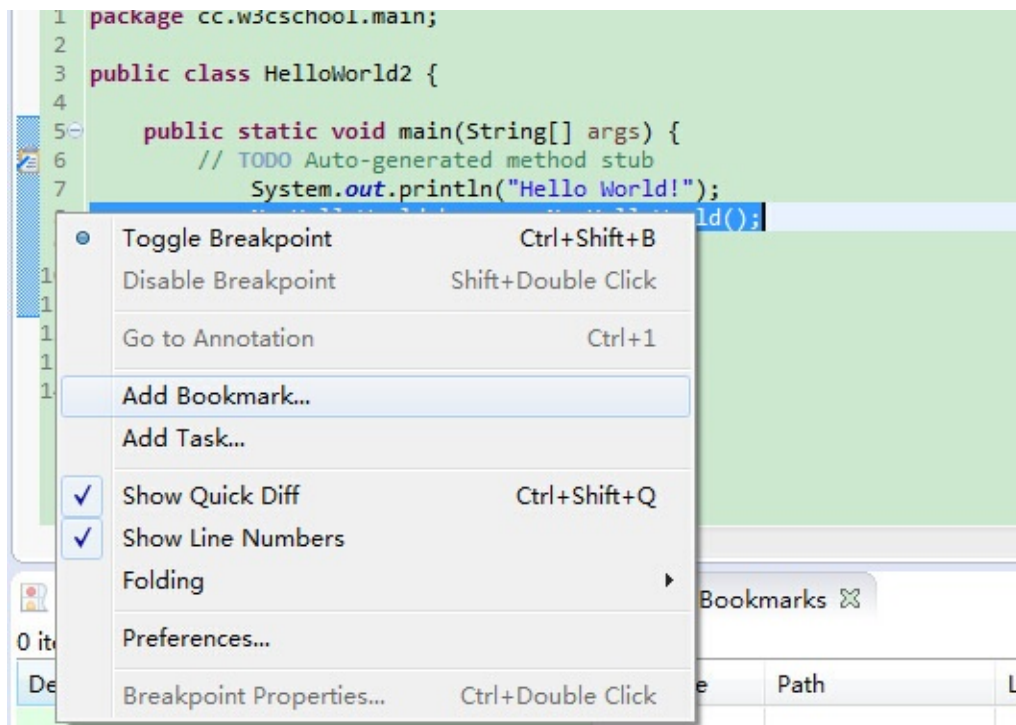 1 package cc.w3cschool.main;
2
3 public class HelloWorld2 {
4
5 public static void main(String[] args) {
6 // TODO Auto-generated method stub
7 System.out.println("Hello World!");
ld();
Toggle Breakpoint Ctrl+Shift+B
Disable Breakpoint Shift+Double Click
Go to Annotation Ctrl+1
Add Bookmark...
Add Task...
Show Quick Diff Ctrl+Shift+Q
Show Line Numbers
Folding
Preferences...
Breakpoint Properties... Ctrl+Double Click
Bookmarks
0 it
De e Path L